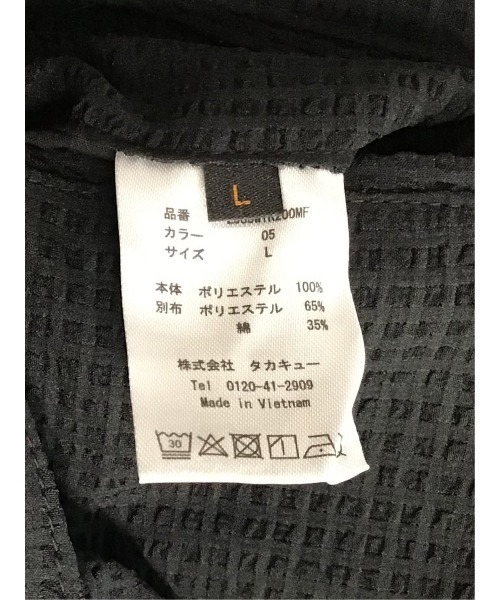 L
品番
カラー 05
サイズ L
本体 ポリエステル 100%
別布 ポリエステル 65%
綿 35%
株式会社 タカキュー
Tel 0120-41-2909
Made in Vietnam
30